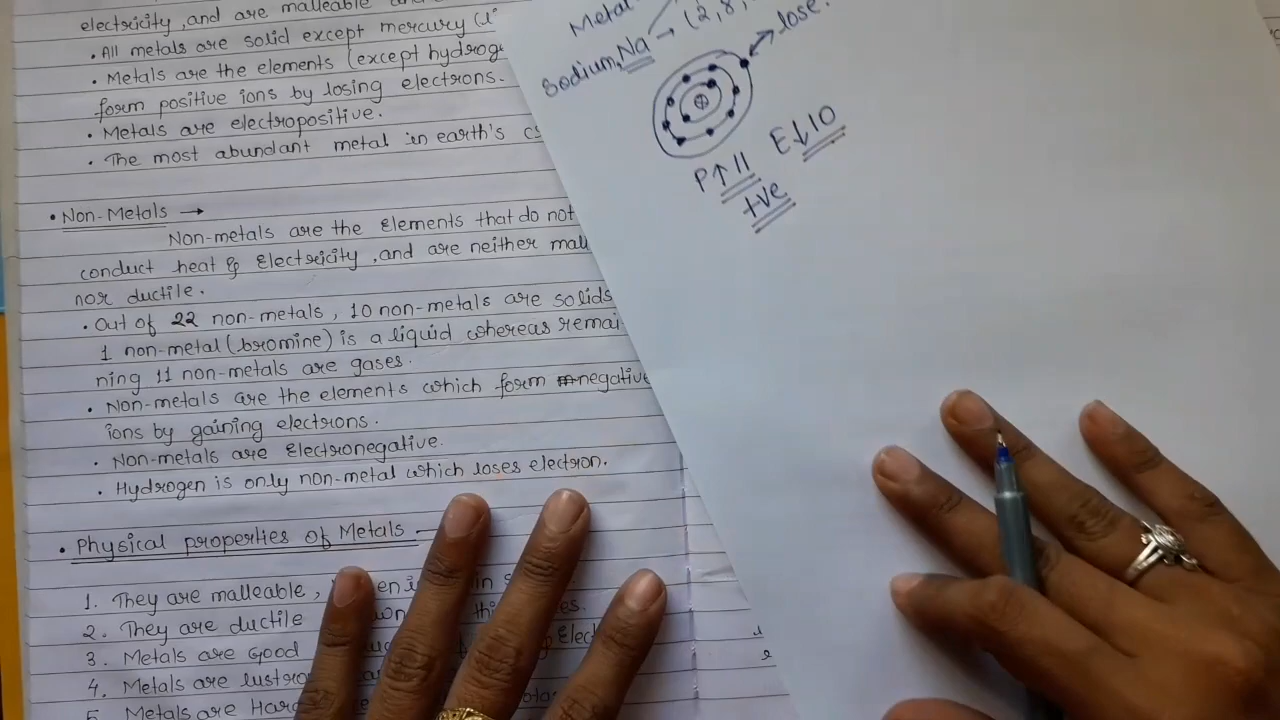 electricity, and are malleable
• All metals are solid except mercury
• Metals are the elements (except
form positive ions by losing electrons.
• Metals are electropositive.
• The most abundant metal in earth's
• Non-Metals →
Non-metals are the Elements that do not
conduct heat & Electricity, and are neither
nor ductile.
• Out of 22 non-metals, 10 non-metals are solids
1 non-metal (bromine) is a liquid whereas remai
ning 11 non-metals are gases.
• Non-metals are the elements which form negative
ions by gaining electrons.
• Non-metals are Electronegative.
• Hydrogen is only non-metal which loses electron.
• Physical properties of Metals
1. They are malleable,
2. They are ductile
3. Metals are Good
4. Metals are
5. Metals are
Metal
Sodium, Na → (2,8,
lose.
+
P↑11 E↓10
+ve